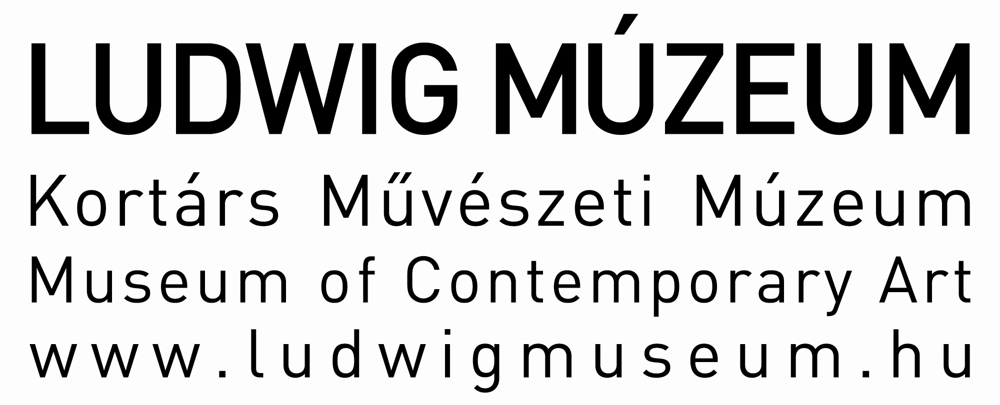 LUDWIG MÚZEUM
Kortárs Művészeti Múzeum
Museum of Contemporary Art
www.ludwigmuseum.hu